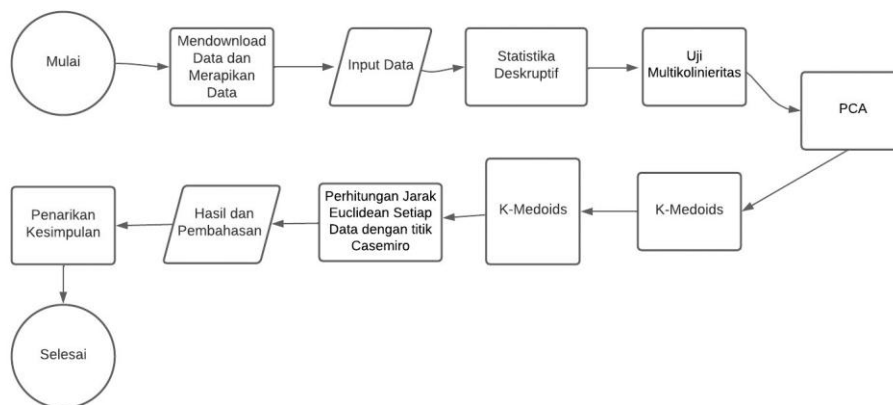 Mulai
Mendownload
Data dan
Merapikan
Data
Input Data
Statistika
Deskruptif
Uji
Multikolinieritas
PCA
K-Medoids
K-Medoids
Perhitungan Jarak
Euclidean Setiap
Data dengan titik
Casemiro
Hasil dan
Pembahasan
Penarikan
Kesimpulan
Selesai